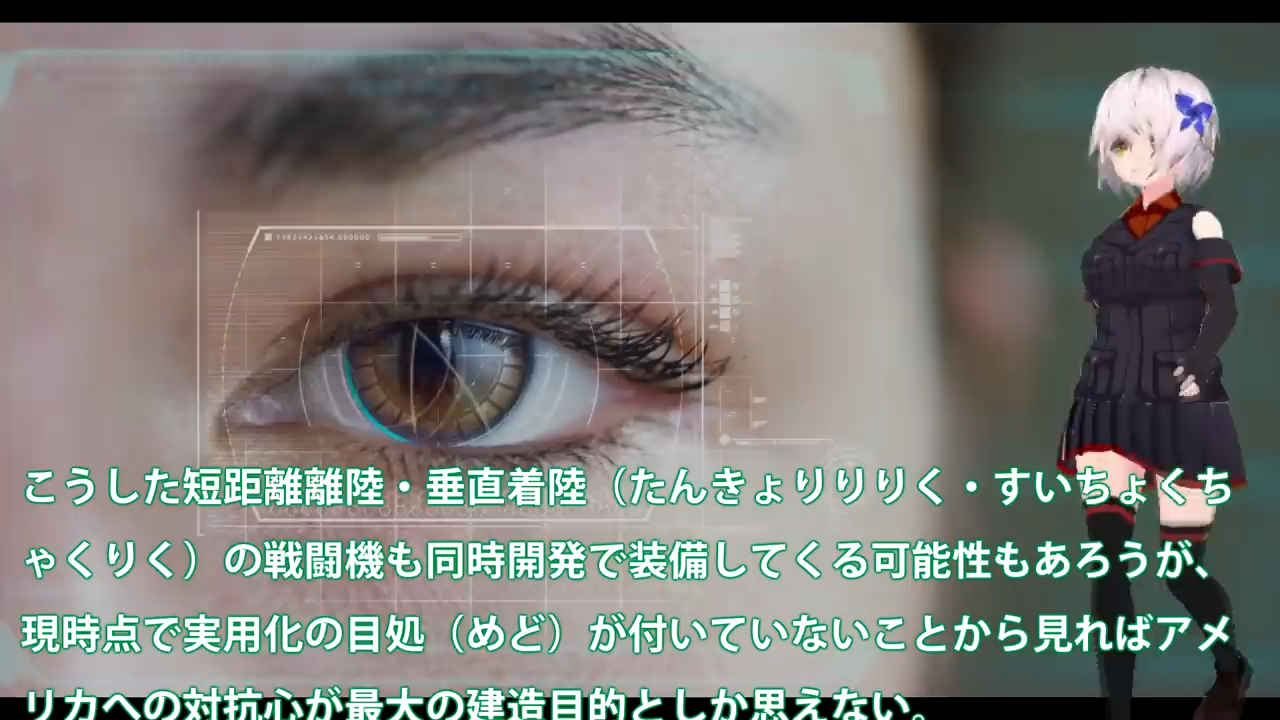 こうした短距離離陸・垂直着陸（たんきょりりりく・すいちょくち
ゃくりく）の戦闘機も同時開発で装備してくる可能性もあろうが、
現時点で実用化の目処（めど）が付いていないことから見ればアメ
リカへの対抗心が最大の建造目的としか思えない。